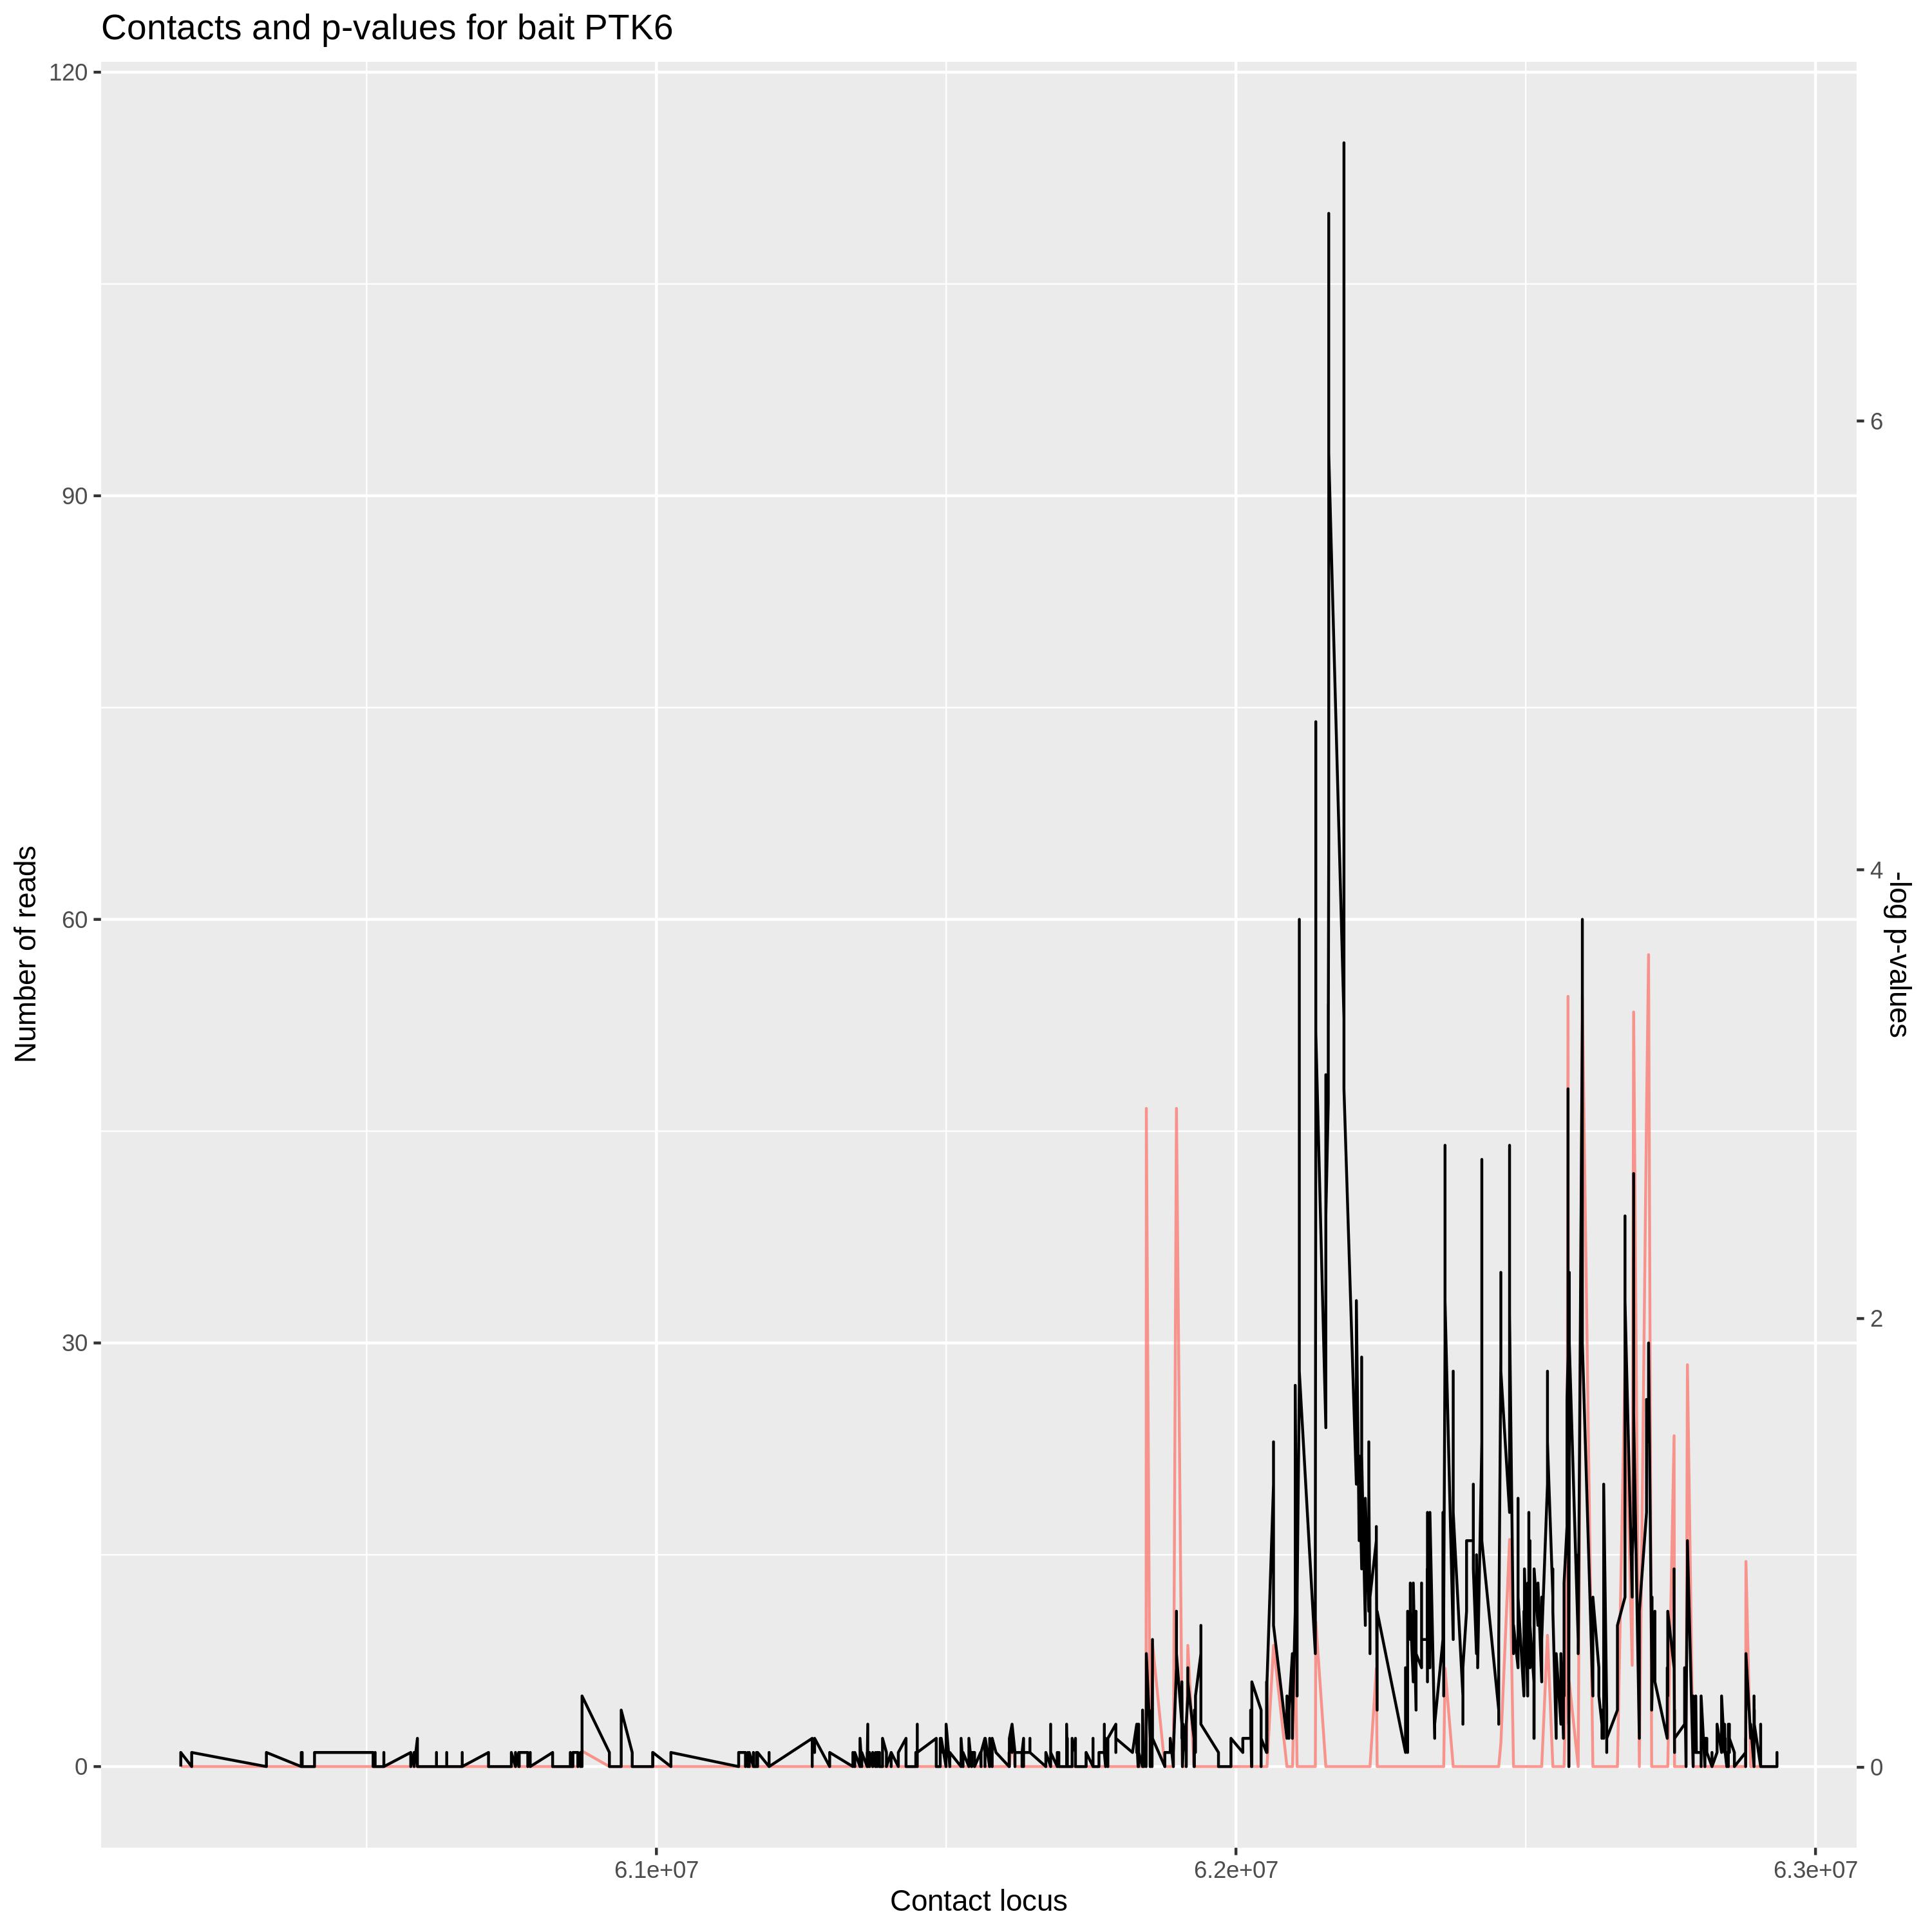 Contacts and p-values for bait PTK6
120
90
60
30
0
Number of reads
6
4
2
0
-log p-values
6.1e+07
6.2e+07
6.3e+07
Contact locus